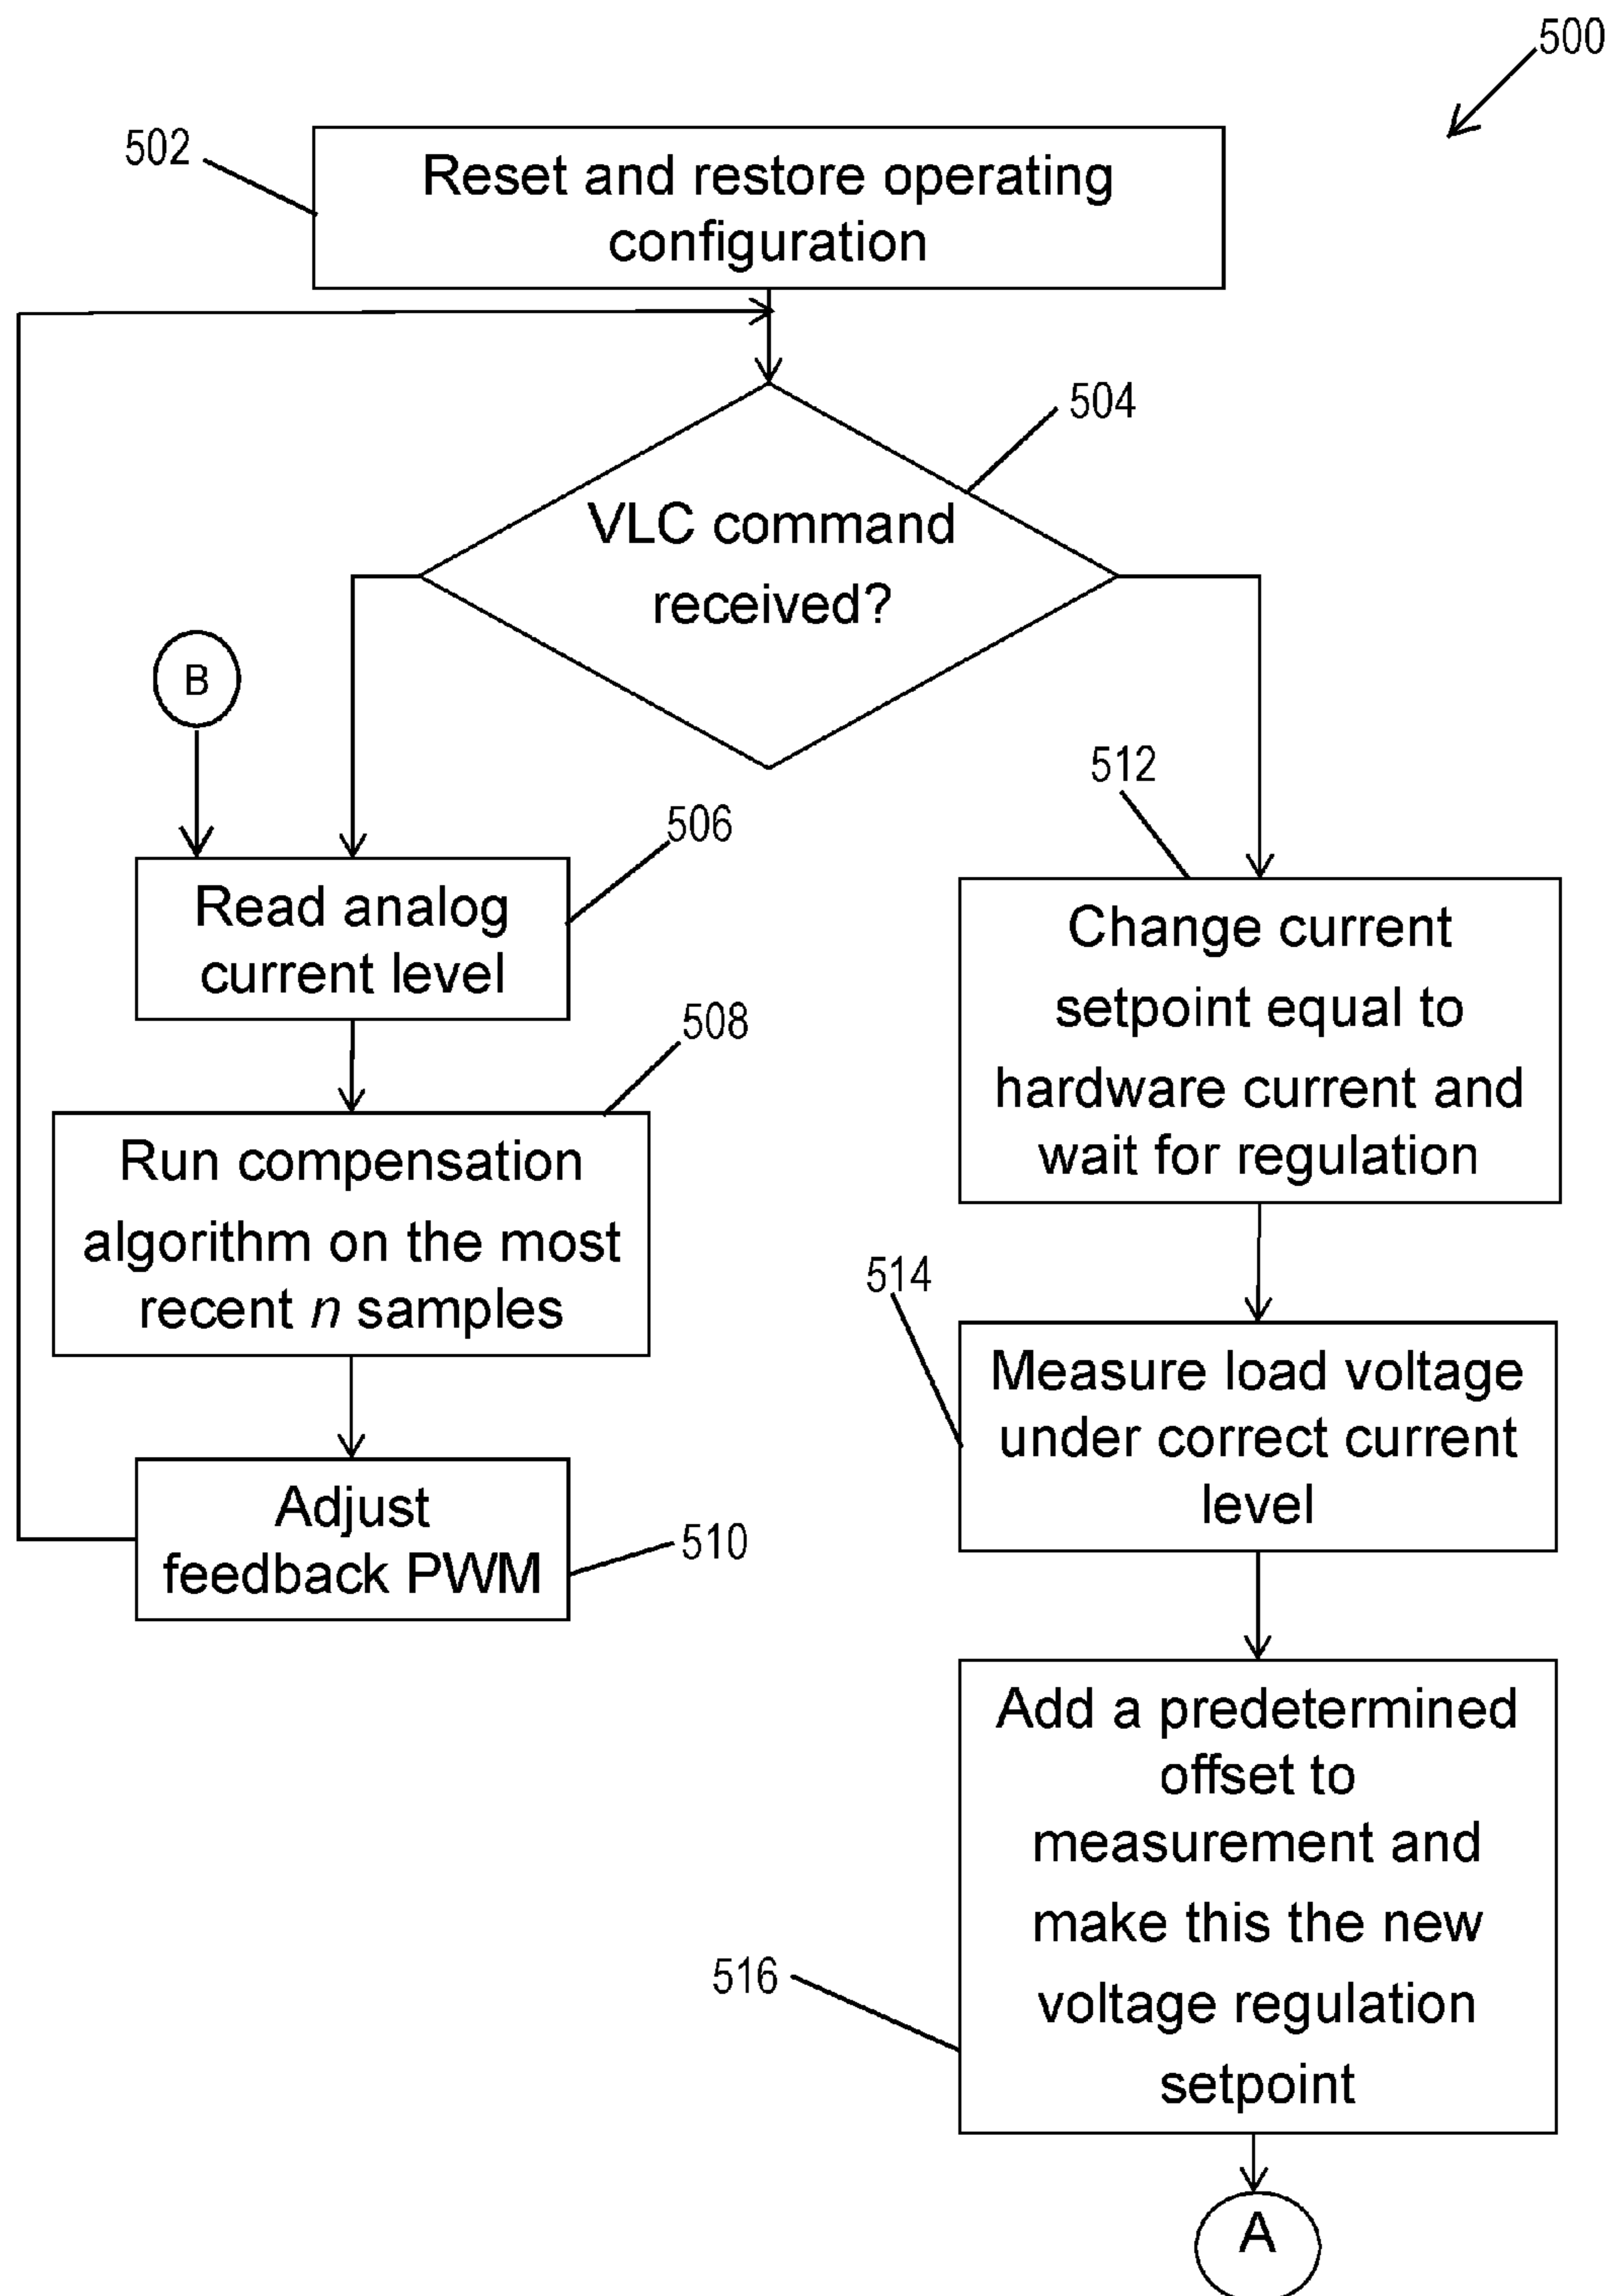 500
502
Reset and restore operating
configuration
504
VLC command
received?
B
506
Read analog
current level
508
Run compensation
algorithm on the most
recent n samples
510
Adjust
feedback PWM
512
Change current
setpoint equal to
hardware current and
wait for regulation
514
Measure load voltage
under correct current
level
516
Add a predetermined
offset to
measurement and
make this the new
voltage regulation
setpoint
A